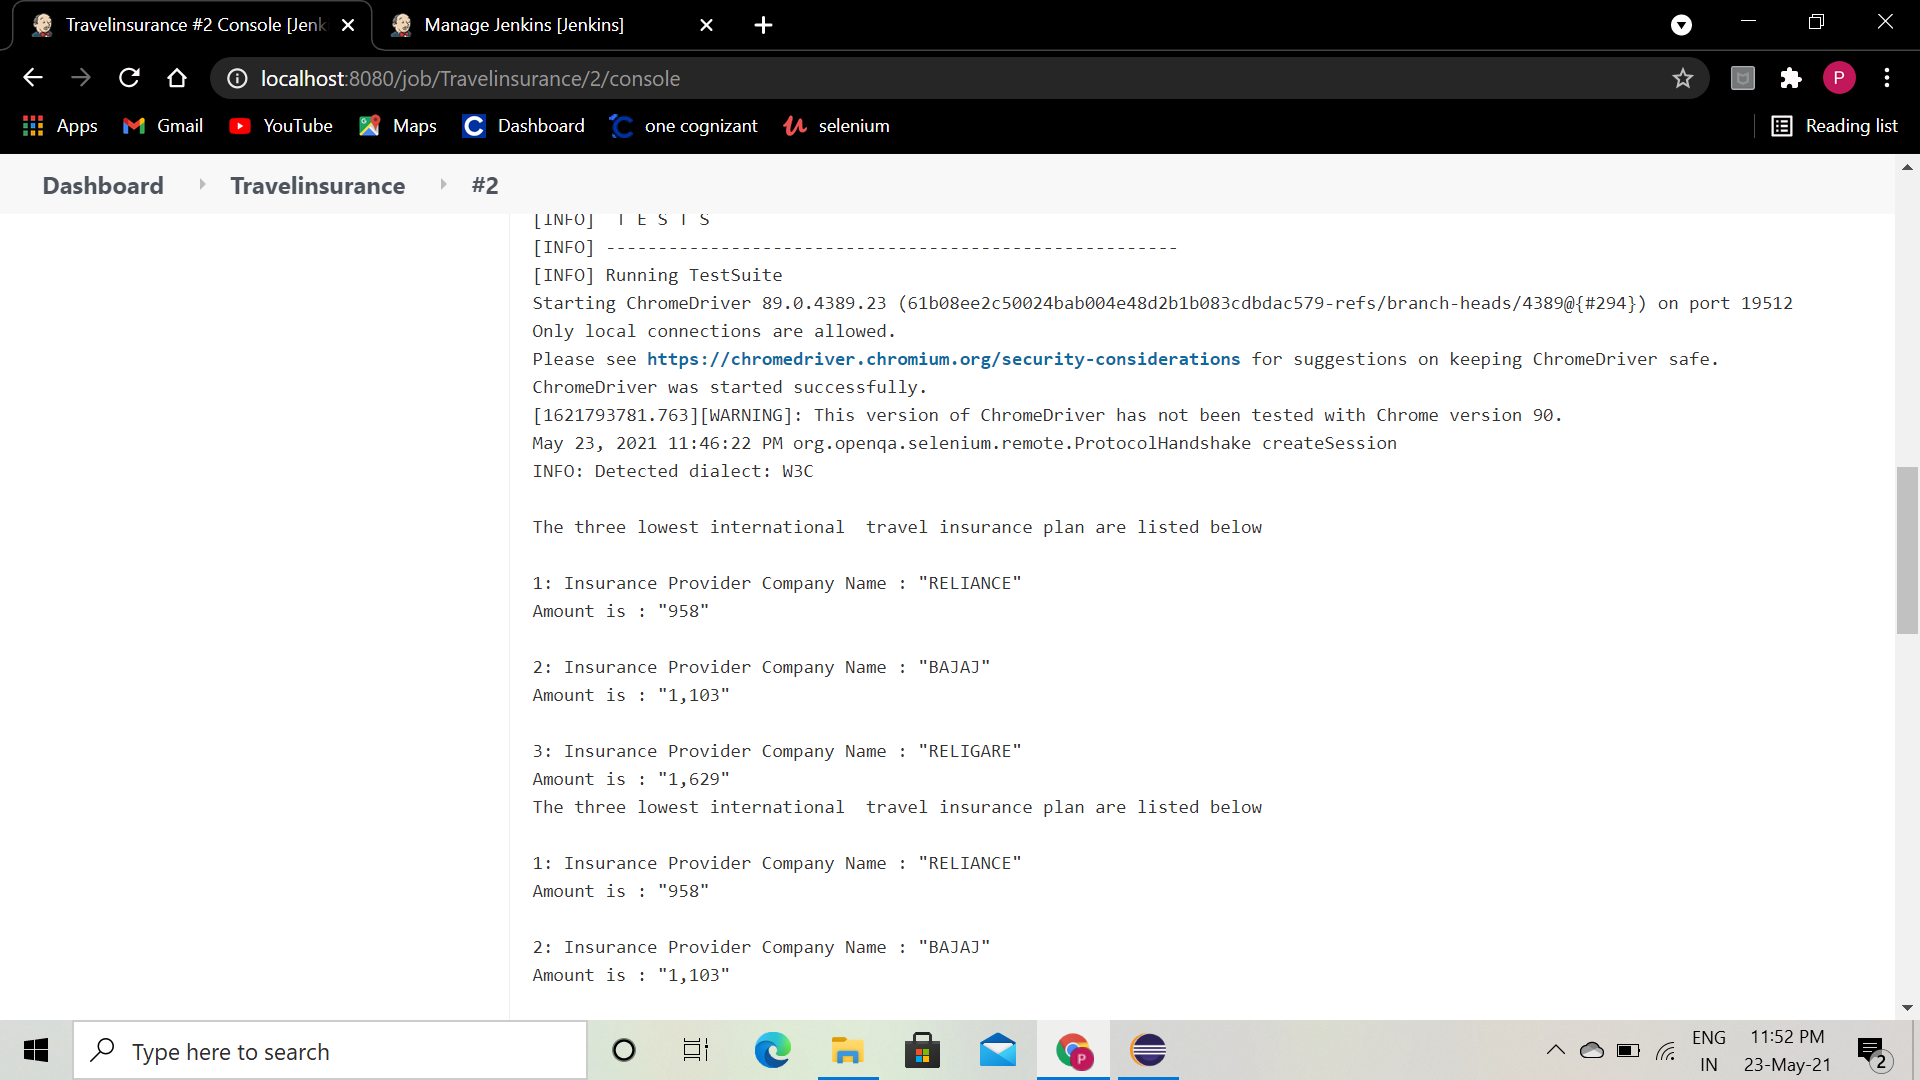 Travelinsurance #2 Console [Jenk
Manage Jenkins [Jenkins]
localhost:8080/job/Travelinsurance/2/console
P
Apps
Gmail
YouTube
Maps
Dashboard
one cognizant
selenium
Reading list
Dashboard
Travelinsurance
#2
[INFO] T E S T S
[INFO] -------------------------------------------------------
[INFO] Running TestSuite
Starting ChromeDriver 89.0.4389.23 (61b08ee2c50024bab004e48d2b1b083cdbdac579-refs/branch-heads/4389@{#294}) on port 19512
Only local connections are allowed.
Please see https://chromedriver.chromium.org/security-considerations for suggestions on keeping ChromeDriver safe.
ChromeDriver was started successfully.
[1621793781.763][WARNING]: This version of ChromeDriver has not been tested with Chrome version 90.
May 23, 2021 11:46:22 PM org.openqa.selenium.remote.ProtocolHandshake createSession
INFO: Detected dialect: W3C
The three lowest international  travel insurance plan are listed below
1: Insurance Provider Company Name : "RELIANCE"
Amount is : "958"
2: Insurance Provider Company Name : "BAJAJ"
Amount is : "1,103"
3: Insurance Provider Company Name : "RELIGARE"
Amount is : "1,629"
The three lowest international  travel insurance plan are listed below
1: Insurance Provider Company Name : "RELIANCE"
Amount is : "958"
2: Insurance Provider Company Name : "BAJAJ"
Amount is : "1,103"
Type here to search
P
ENG
IN
11:52 PM
23-May-21
2